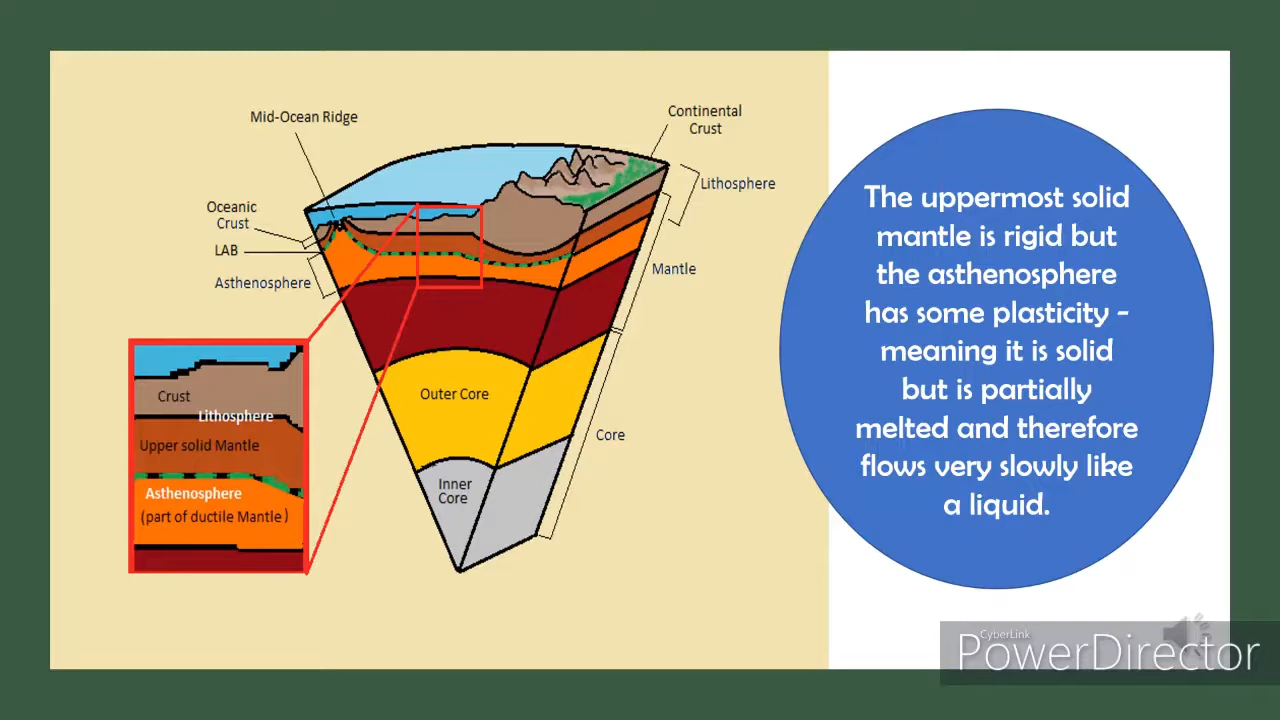 Mid-Ocean Ridge
Continental
Crust
Lithosphere
Oceanic
Crust
LAB
Asthenosphere
Mantle
Outer Core
Core
Inner
Core
Crust
Lithosphere
Upper solid Mantle
Asthenosphere
(part of ductile Mantle)
The uppermost solid
mantle is rigid but
the asthenosphere
has some plasticity -
meaning it is solid
but is partially
melted and therefore
flows very slowly like
a liquid.
CyberLink
PowerDirector